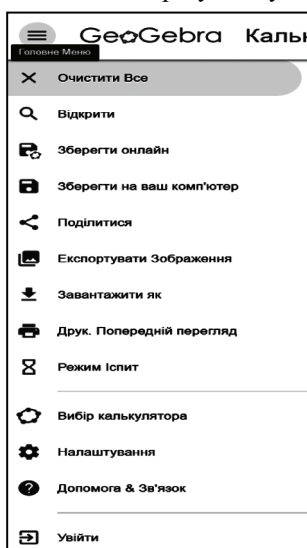 GeoGebra Кальк
Головне Меню
Очистити Все
Відкрити
Зберегти онлайн
Зберегти на ваш комп'ютер
Поділитися
Експортувати Зображення
Завантажити як
Друк. Попередній перегляд
Режим Іспит
Вибір калькулятора
Налаштування
Допомога & Зв'язок
Увійти